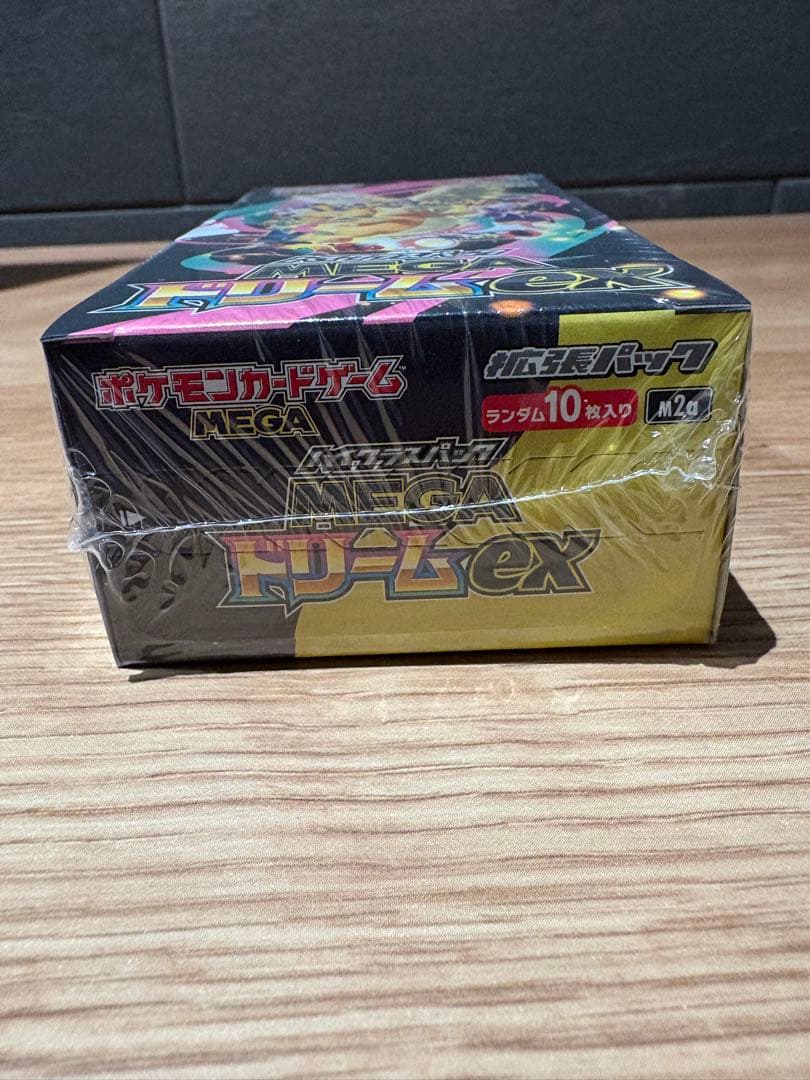 MEGA
ドリームex
ポケモンカードゲーム
MEGA
拡張パック
ランダム10枚入り
M2a
ハイクラスパック
MEGA
ドリームex